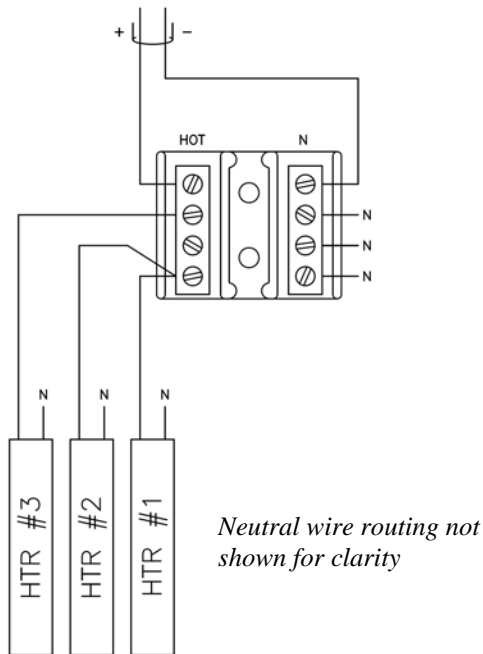 + -
HOT N
N
N
N
N N N
HTR #3
HTR #2
HTR #1
Neutral wire routing not
shown for clarity